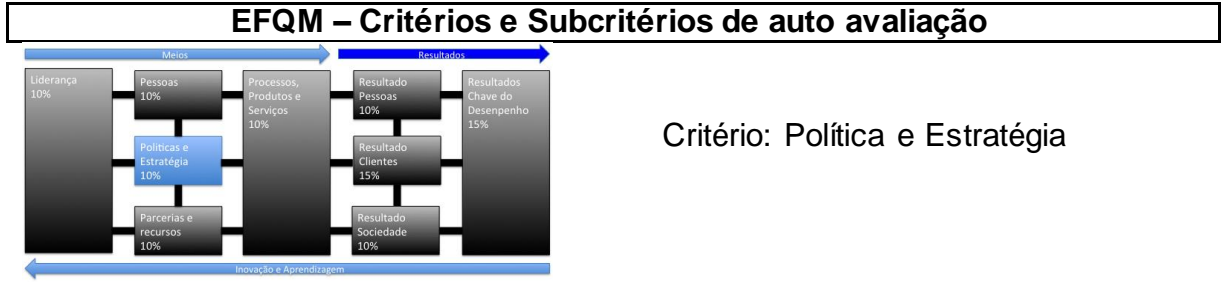 EFQM – Critérios e Subcritérios de auto avaliação
Meios
Resultados
Liderança
10%
Pessoas
10%
Processos,
Produtos e
Serviços
10%
Resultado
Pessoas
10%
Resultados
Chave do
Desempenho
15%
Politicas e
Estratégia
10%
Resultado
Clientes
15%
Parcerias e
recursos
10%
Resultado
Sociedade
10%
Inovação e Aprendizagem
Critério: Política e Estratégia